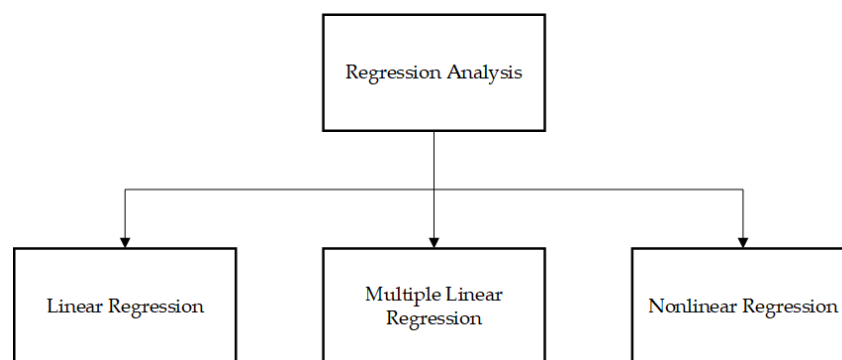 Regression Analysis
Linear Regression
Multiple Linear
Regression
Nonlinear Regression